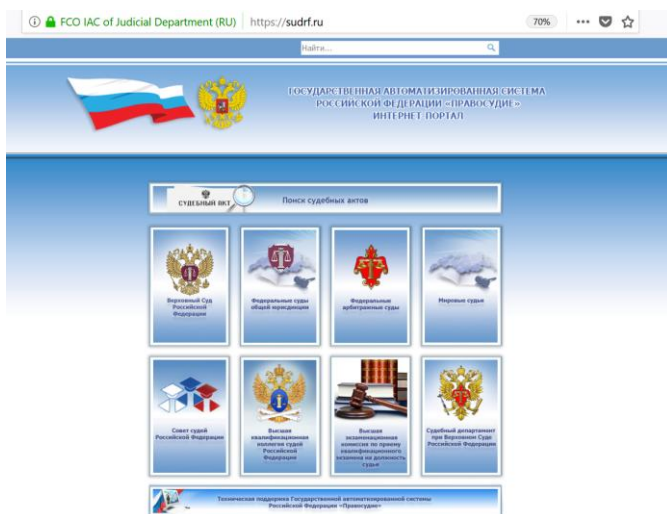 FCO IAC of Judicial Department (RU) https://sudrf.ru 70%
Найти...
ГОСУДАРСТВЕННАЯ АВТОМАТИЗИРОВАННАЯ СИСТЕМА
РОССИЙСКОЙ ФЕДЕРАЦИИ «ПРАВОСУДИЕ»
ИНТЕРНЕТ ПОРТАЛ
СУДЕБНЫЙ АКТ Поиск судебных актов
Верховный Суд
Российской
Федерации
Федеральные суды
общей юрисдикции
Федеральные
арбитражные суды
Мировые судьи
Совет судей
Российской Федерации
Высшая
квалификационная
коллегия судей
Российской
Федерации
Высшая
экзаменационная
комиссия по приему
квалификационного
экзамена на должность
судьи
Судебный департамент
при Верховном Суде
Российской Федерации
Техническая поддержка Государственной автоматизированной системы
Российской Федерации «Правосудие»